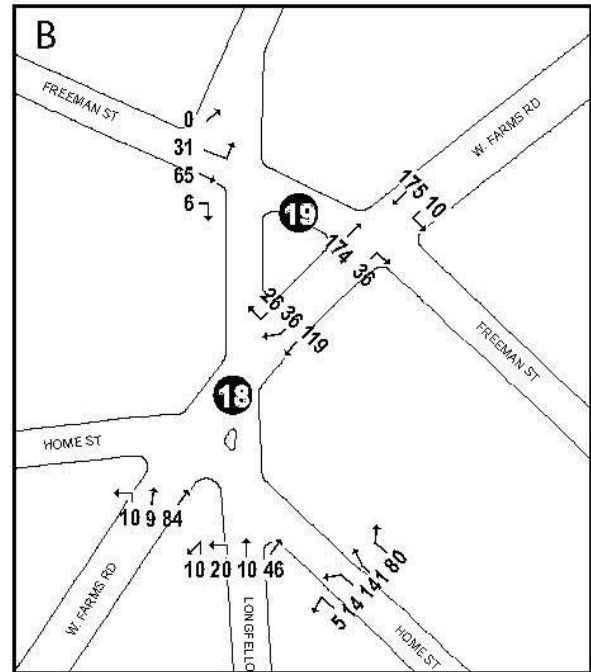 B
FREEMAN ST
W. FARMS RD
0
31
65
6
175 10
19
174 36
26 36 119
FREEMAN ST
18
HOME ST
10 9 84
10 20 10 46
5 14 141 80
W. FARMS RD
LONGFELLO
HOME ST